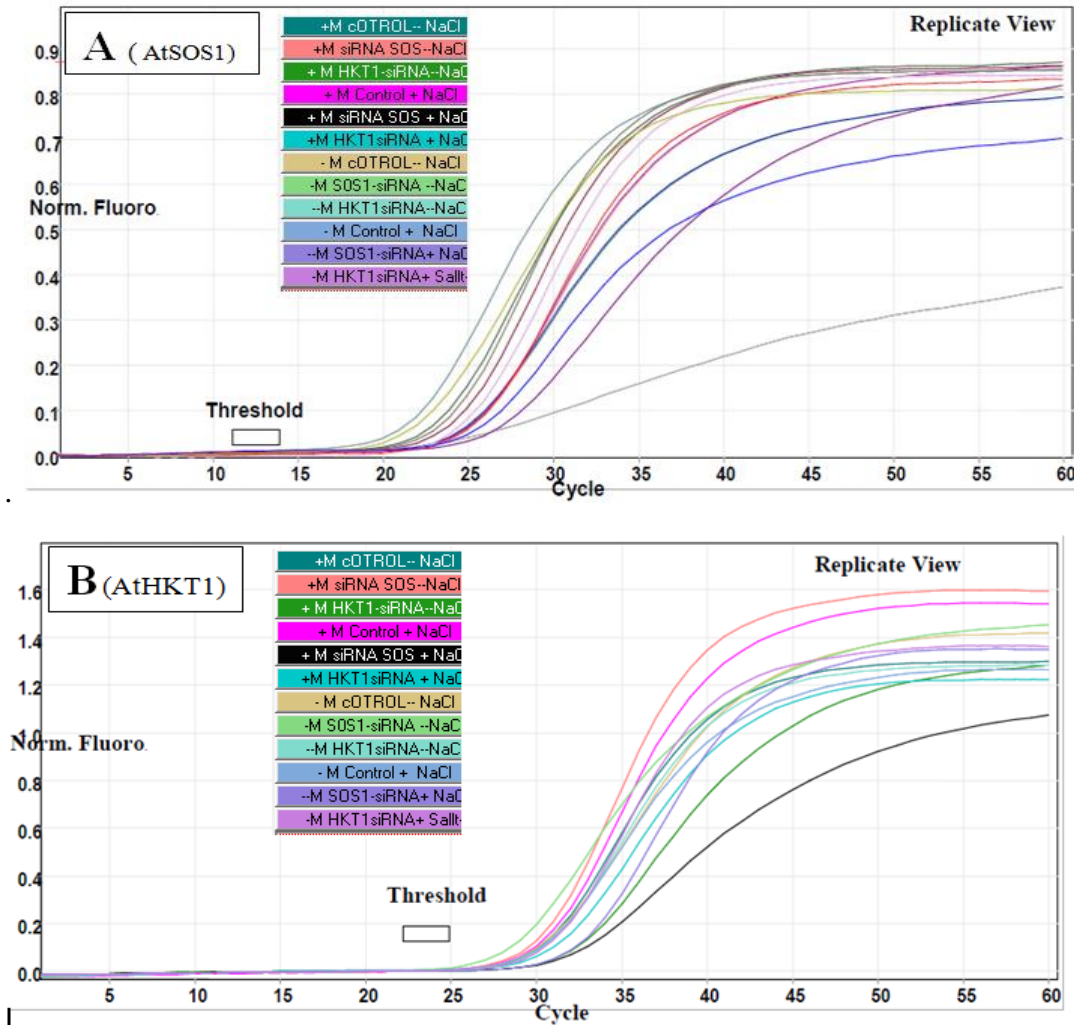 A ( AtSOS1)
Replicate View
+M cOTROL-- NaCl
+M siRNA SOS--NaCl
+ M HKT1-siRNA--NaC
+ M Control + NaCl
+ M siRNA SOS + NaC
+M HKT1siRNA + NaC
- M cOTROL-- NaCl
-M SOS1-siRNA --NaCl
--M HKT1siRNA--NaC
- M Control + NaCl
--M SOS1-siRNA+ NaC
-M HKT1siRNA+ Sallt-
0.9
0.8
0.7
0.6
Norm. Fluoro.
0.5
0.4
0.3
0.2
0.1
0.0
Threshold
5 10 15 20 25 30 35 40 45 50 55 60
Cycle
.
B (AtHKT1)
Replicate View
+M cOTROL-- NaCl
+M siRNA SOS--NaCl
+ M HKT1-siRNA--NaC
+ M Control + NaCl
+ M siRNA SOS + NaC
+M HKT1siRNA + NaC
- M cOTROL-- NaCl
-M SOS1-siRNA --NaCl
--M HKT1siRNA--NaC
- M Control + NaCl
--M SOS1-siRNA+ NaC
-M HKT1siRNA+ Sallt-
1.6
1.4
1.2
1.0
Norm. Fluoro.
0.8
0.6
0.4
0.2
0.0
Threshold
5 10 15 20 25 30 35 40 45 50 55 60
Cycle